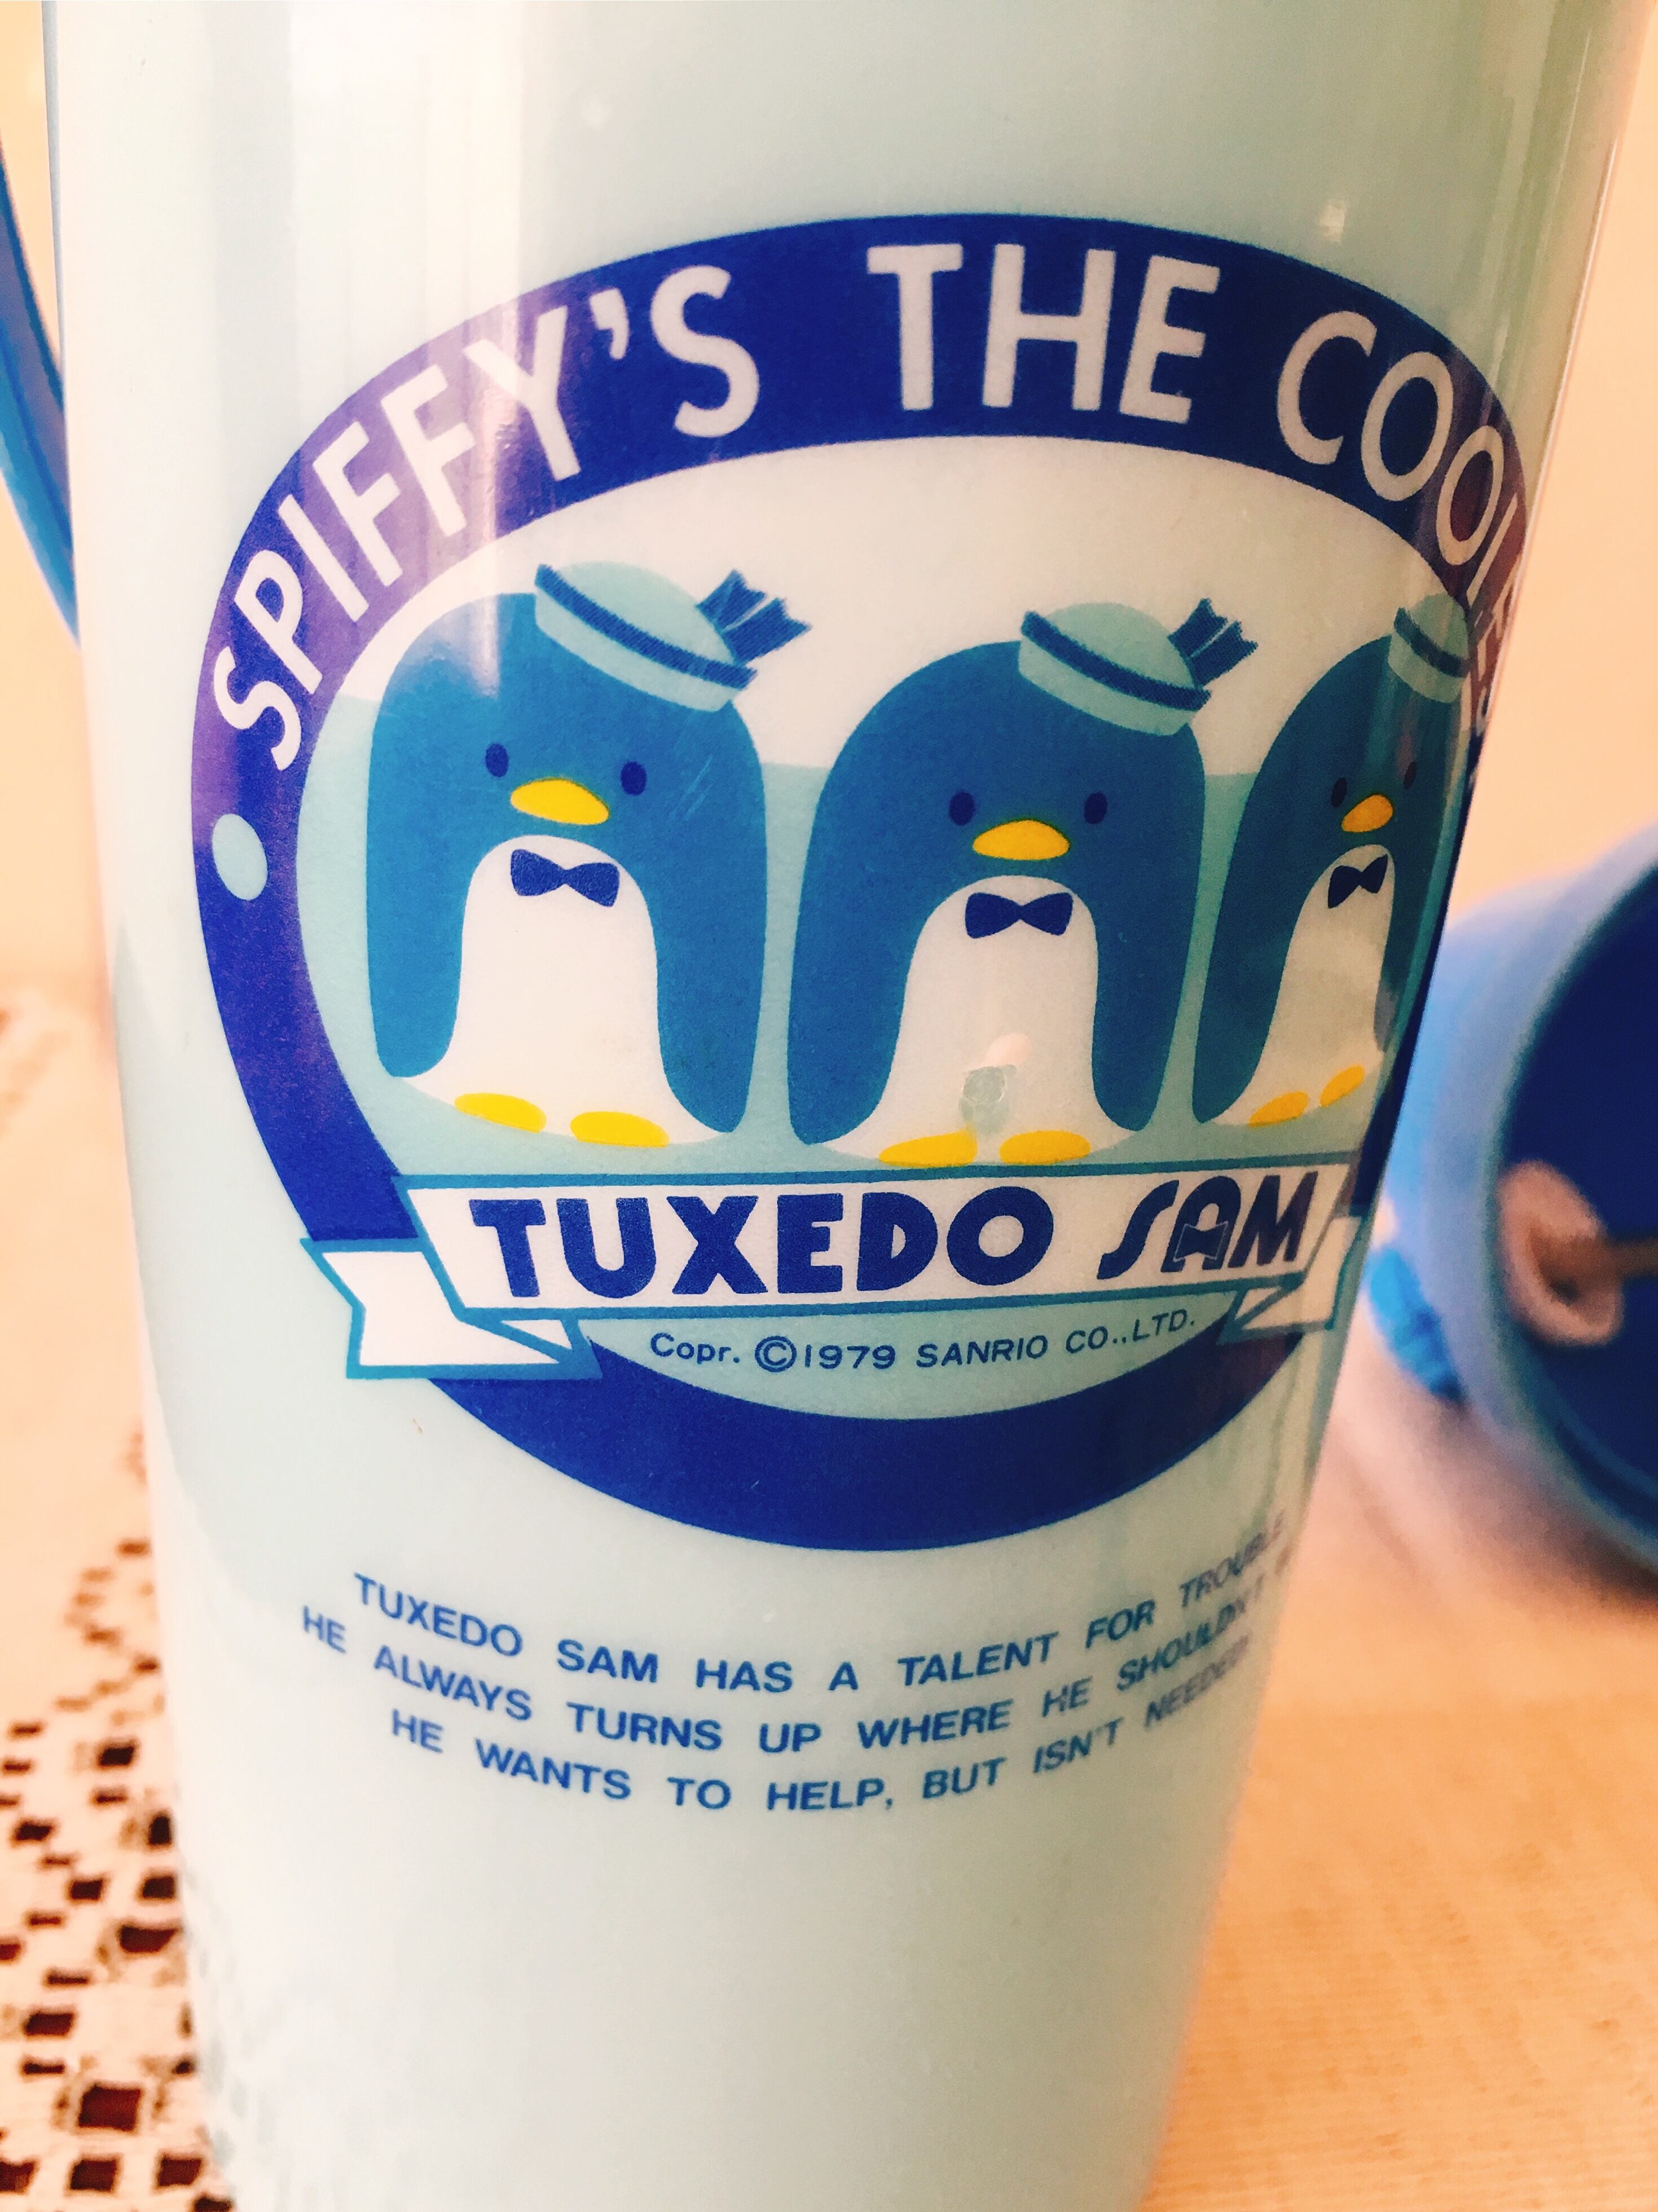 SPIFFY'S THE
TUXEDO SAM
Copr. ©1979 SANRIO CO.,LTD.
TUXEDO SAM HAS A TALENT FOR TROUBLE
HE ALWAYS TURNS UP WHERE HE SHOULDN'T
HE WANTS TO HELP, BUT ISN'T NEEDED